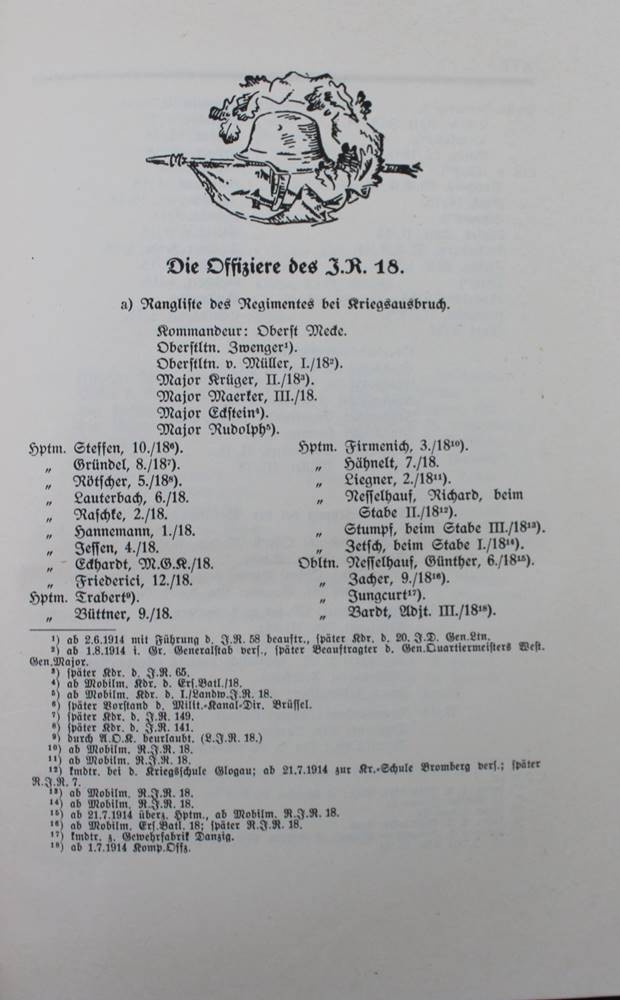 Die Offiziere des J.R. 18.
a) Rangliste des Regimentes bei Kriegsausbruch.
Kommandeur: Oberst Mecke.
Oberstltn. Zwenger¹).
Oberstltn. v. Müller, I./18²).
Major Krüger, II./18³).
Major Maerker, III./18.
Major Eckstein⁴).
Major Rudolph⁵).
Hptm. Steffen, 10./18⁶).
„ Gründel, 8./18⁷).
„ Nötscher, 5./18⁸).
„ Lauterbach, 6./18.
„ Raschke, 2./18.
„ Hannemann, 1./18.
„ Jessen, 4./18.
„ Eckhardt, M.G.K./18.
„ Friederici, 12./18.
Hptm. Trabert⁹).
„ Büttner, 9./18.
Hptm. Firmenich, 3./18¹⁰).
„ Hähnelt, 7./18.
„ Liegner, 2./18¹¹).
„ Nesselhauf, Richard, beim
Stabe II./18¹²).
„ Stumpf, beim Stabe III./18¹³).
„ Jetsch, beim Stabe I./18¹⁴).
Obltn. Nesselhauf, Günther, 6./18¹⁵).
„ Zacher, 9./18¹⁶).
„ Jungcurt¹⁷).
„ Bardt, Adjt. III./18¹⁸).
¹) ab 2.6.1914 mit Führung d. J.R. 58 beauftr., später Kdr. d. 20. J.D. Gen.Ltn.
²) ab 1.8.1914 i. Gr. Generalstab vers., später Beauftragter d. Gen.Quartiermeisters West.
Gen.Major.
³) später Kdr. d. J.R. 65.
⁴) ab Mobilm. Kdr. d. Ers.Batl./18.
⁵) ab Mobilm. Kdr. d. I./Landw.J.R. 18.
⁶) später Vorstand d. Milit.-Kanal-Dir. Brüssel.
⁷) später Kdr. d. J.R. 149.
⁸) später Kdr. d. J.R. 141.
⁹) durch A.O.K. beurlaubt. (L.J.R. 18.)
¹⁰) ab Mobilm. R.J.R. 18.
¹¹) ab Mobilm. R.J.R. 18.
¹²) kmdtr. bei d. Kriegsschule Glogau; ab 21.7.1914 zur Kr.-Schule Bromberg vers.; später
R.J.R. 7.
¹³) ab Mobilm. R.J.R. 18.
¹⁴) ab Mobilm. R.J.R. 18.
¹⁵) ab 21.7.1914 überz. Hptm., ab Mobilm. R.J.R. 18.
¹⁶) ab Mobilm. Ers.Batl. 18; später R.J.R. 18.
¹⁷) kmdtr. z. Gewehrfabrik Danzig.
¹⁸) ab 1.7.1914 Komp.Offz.